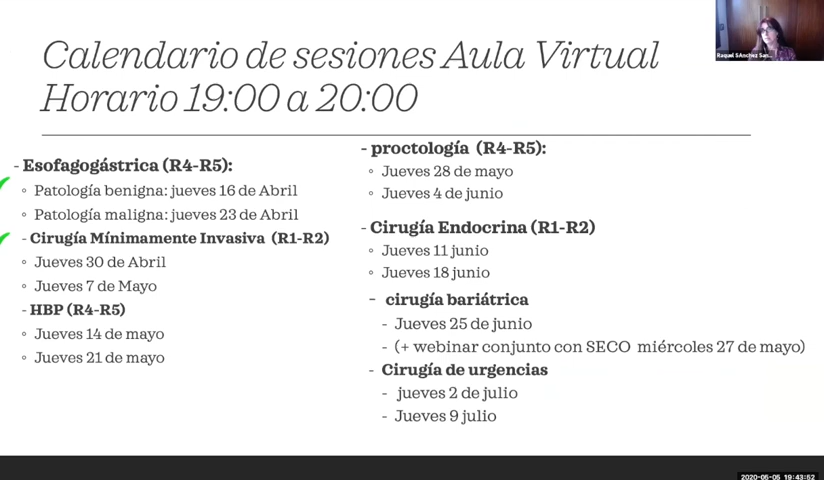 Calendario de sesiones Aula Virtual
Horario 19:00 a 20:00
Raquel SÁnchez San...
- Esofagogástrica (R4-R5):
◦ Patología benigna: jueves 16 de Abril
◦ Patología maligna: jueves 23 de Abril
- Cirugía Mínimamente Invasiva (R1-R2)
◦ Jueves 30 de Abril
◦ Jueves 7 de Mayo
- HBP (R4-R5)
◦ Jueves 14 de mayo
◦ Jueves 21 de mayo
- proctología (R4-R5):
◦ Jueves 28 de mayo
◦ Jueves 4 de junio
- Cirugía Endocrina (R1-R2)
◦ Jueves 11 junio
◦ Jueves 18 junio
- cirugía bariátrica
- Jueves 25 de junio
- (+ webinar conjunto con SECO miércoles 27 de mayo)
- Cirugía de urgencias
- jueves 2 de julio
- Jueves 9 julio
2020-05-05 19:43:52